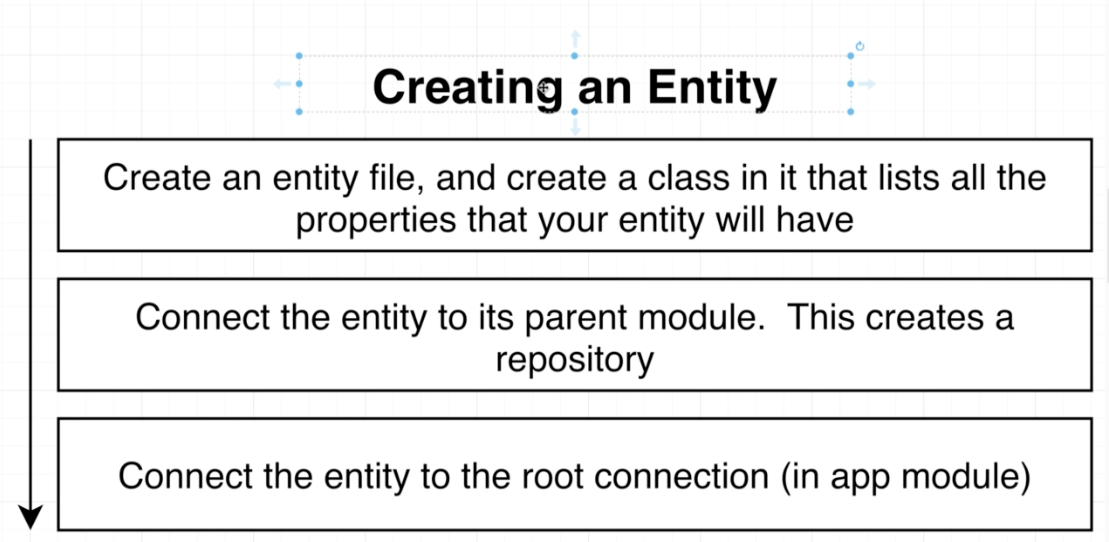 Creating an Entity
Create an entity file, and create a class in it that lists all the
properties that your entity will have
Connect the entity to its parent module.  This creates a
repository
Connect the entity to the root connection (in app module)